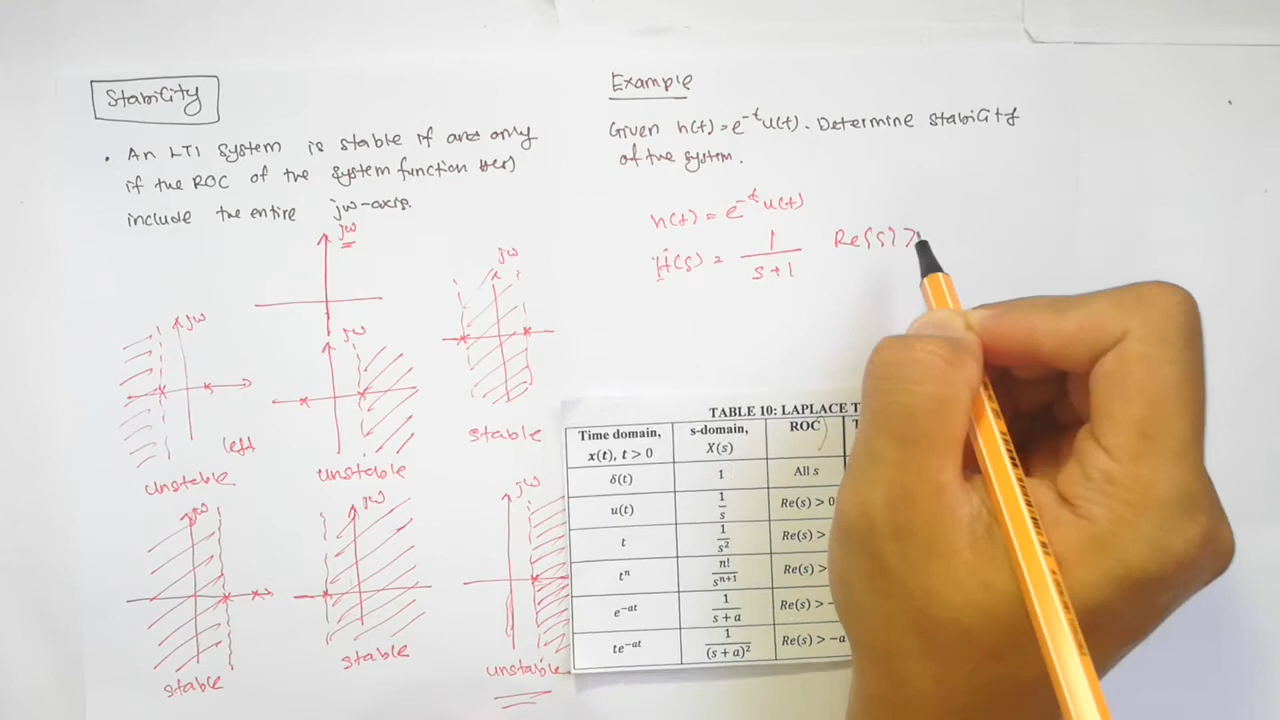 Stability
• An LTI system is stable if and only
if the ROC of the system function H(s)
include the entire jω-axis.
jω
jω
left
unstable
jω
unstable
jω
stable
jω
stable
jω
stable
jω
unstable
Example
Given h(t) = e^-t u(t). Determine stability
of the system.
h(t) = e^-t u(t)
H(s) = 1/(s+1) Re{s} >
TABLE 10: LAPLACE T
Time domain, x(t), t > 0 s-domain, X(s) ROC
δ(t) 1 All s
u(t) 1/s Re(s) > 0
t 1/s² Re(s) >
tⁿ n!/sⁿ⁺¹ Re(s) >
e^-at 1/(s + a) Re(s) > −
te^-at 1/(s + a)² Re(s) > −a